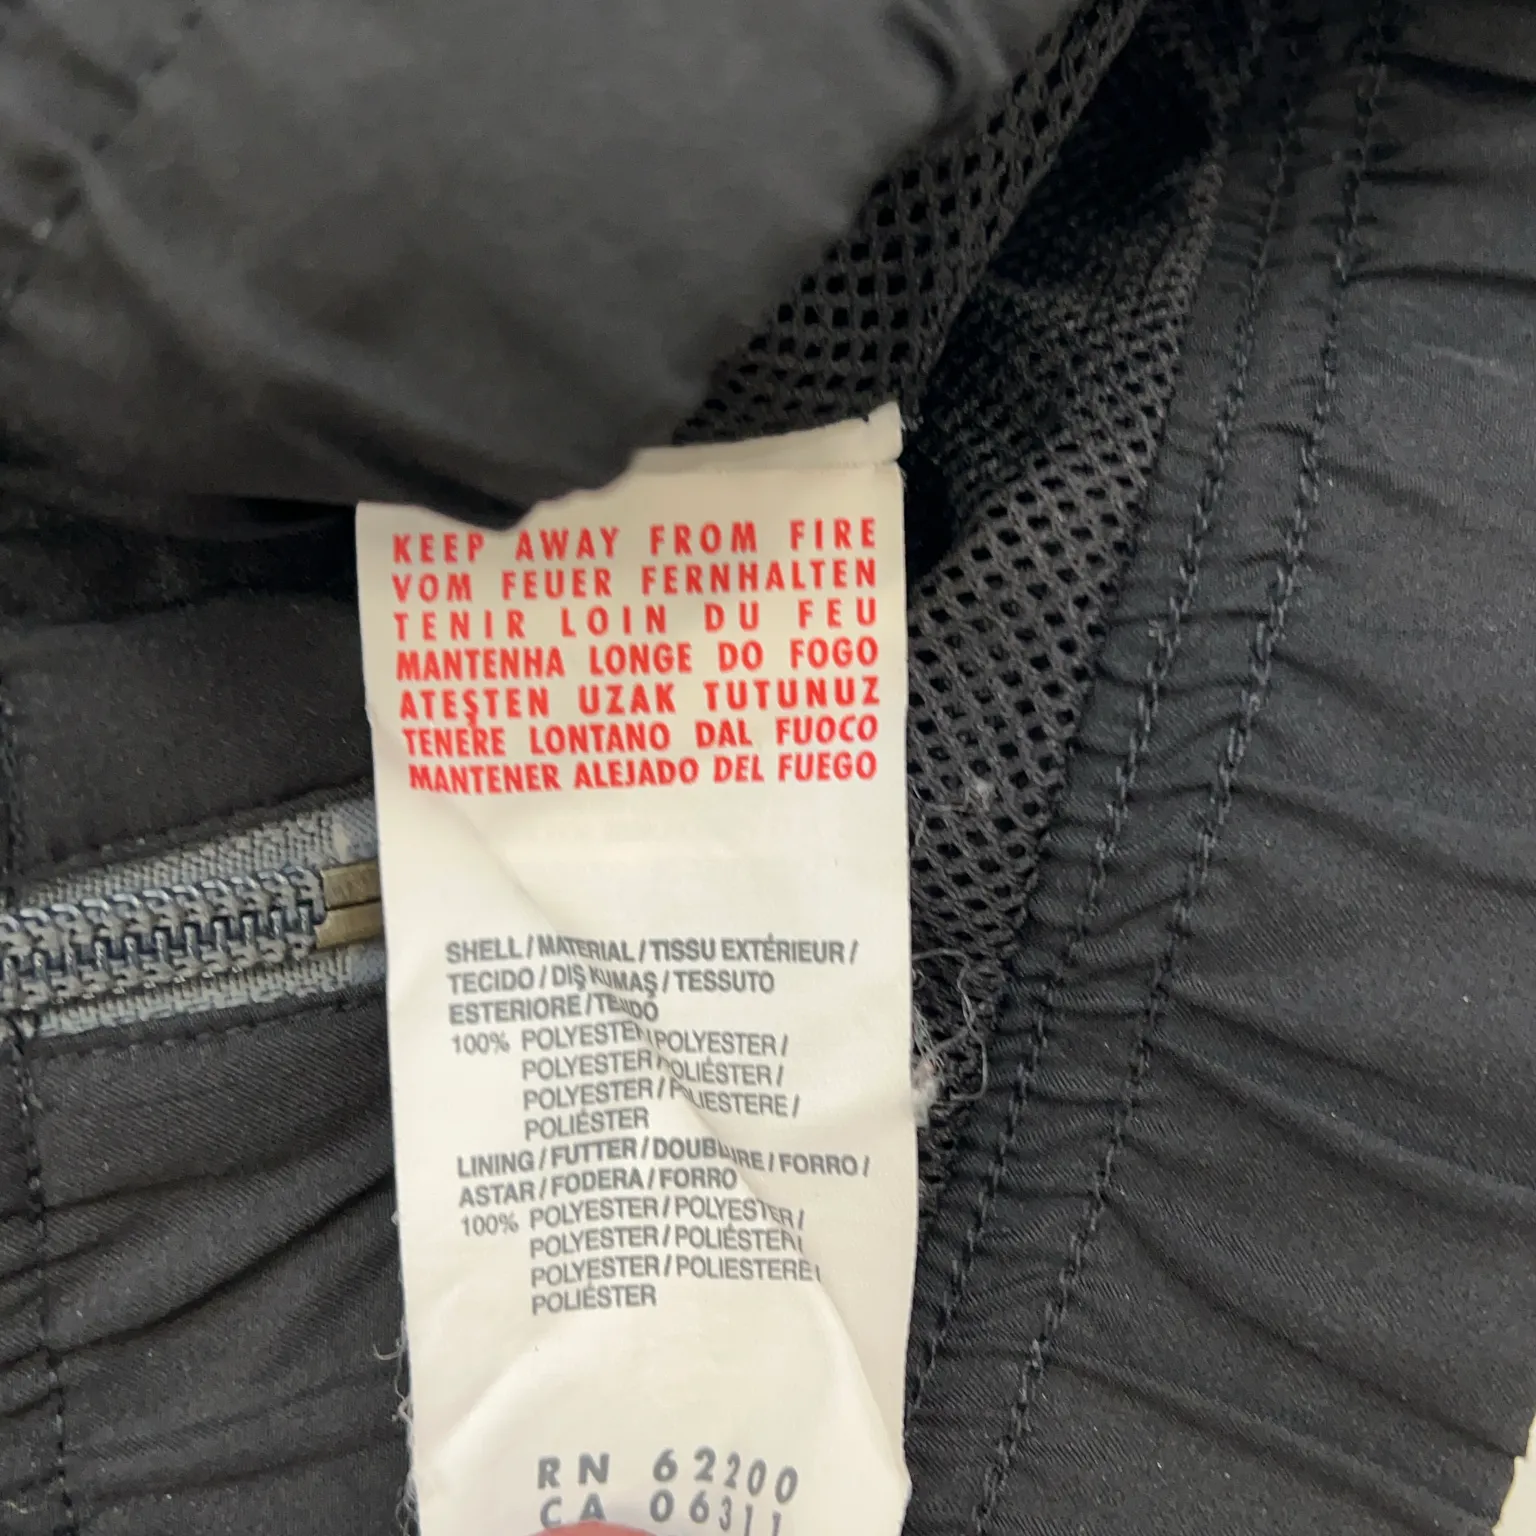 KEEP AWAY FROM FIRE
VOM FEUER FERNHALTEN
TENIR LOIN DU FEU
MANTENHA LONGE DO FOGO
ATEŞTEN UZAK TUTUNUZ
TENERE LONTANO DAL FUOCO
MANTENER ALEJADO DEL FUEGO
SHELL / MATERIAL / TISSU EXTÉRIEUR /
TECIDO / DIŞ KUMAŞ / TESSUTO
ESTERIORE / TEJIDO
100% POLYESTER / POLYESTER /
POLYESTER / POLIÉSTER /
POLYESTER / POLIESTERE /
POLIÉSTER
LINING / FUTTER / DOUBLURE / FORRO /
ASTAR / FODERA / FORRO
100% POLYESTER / POLYESTER /
POLYESTER / POLIÉSTER /
POLYESTER / POLIESTERE /
POLIÉSTER
RN 62200
CA 06311